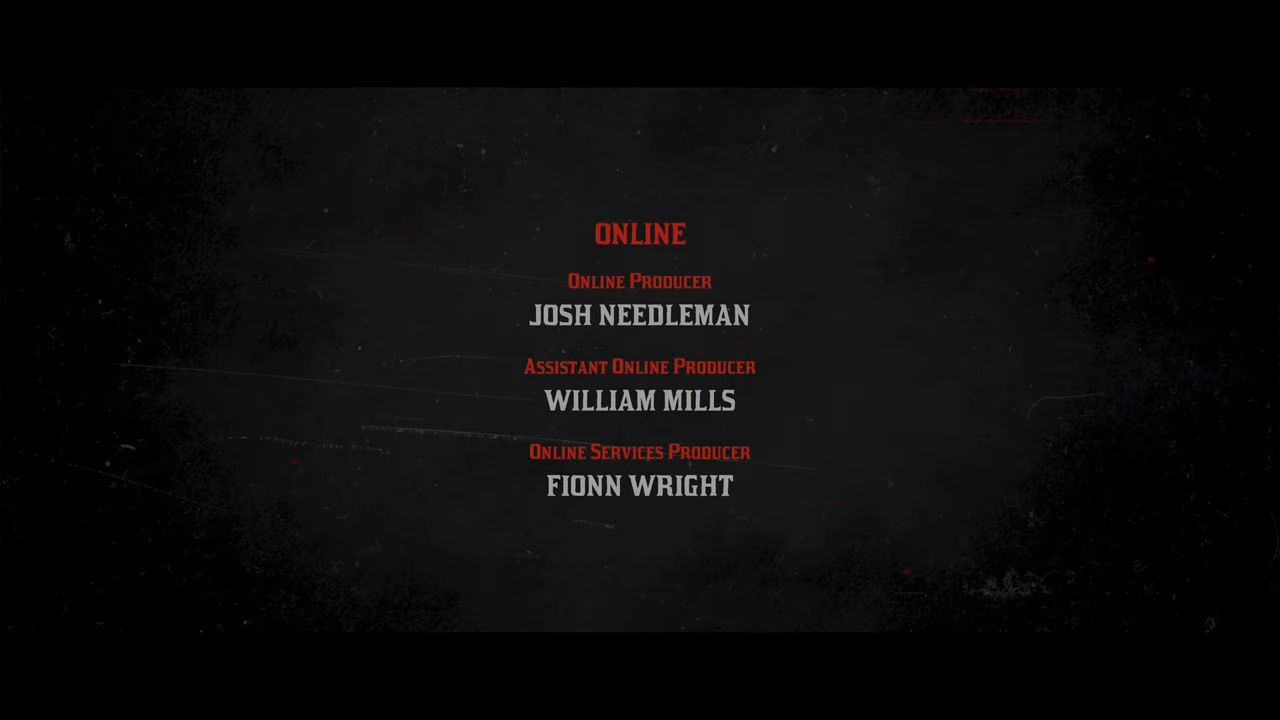 ONLINE
Online Producer
JOSH NEEDLEMAN
Assistant Online Producer
WILLIAM MILLS
Online Services Producer
FIONN WRIGHT